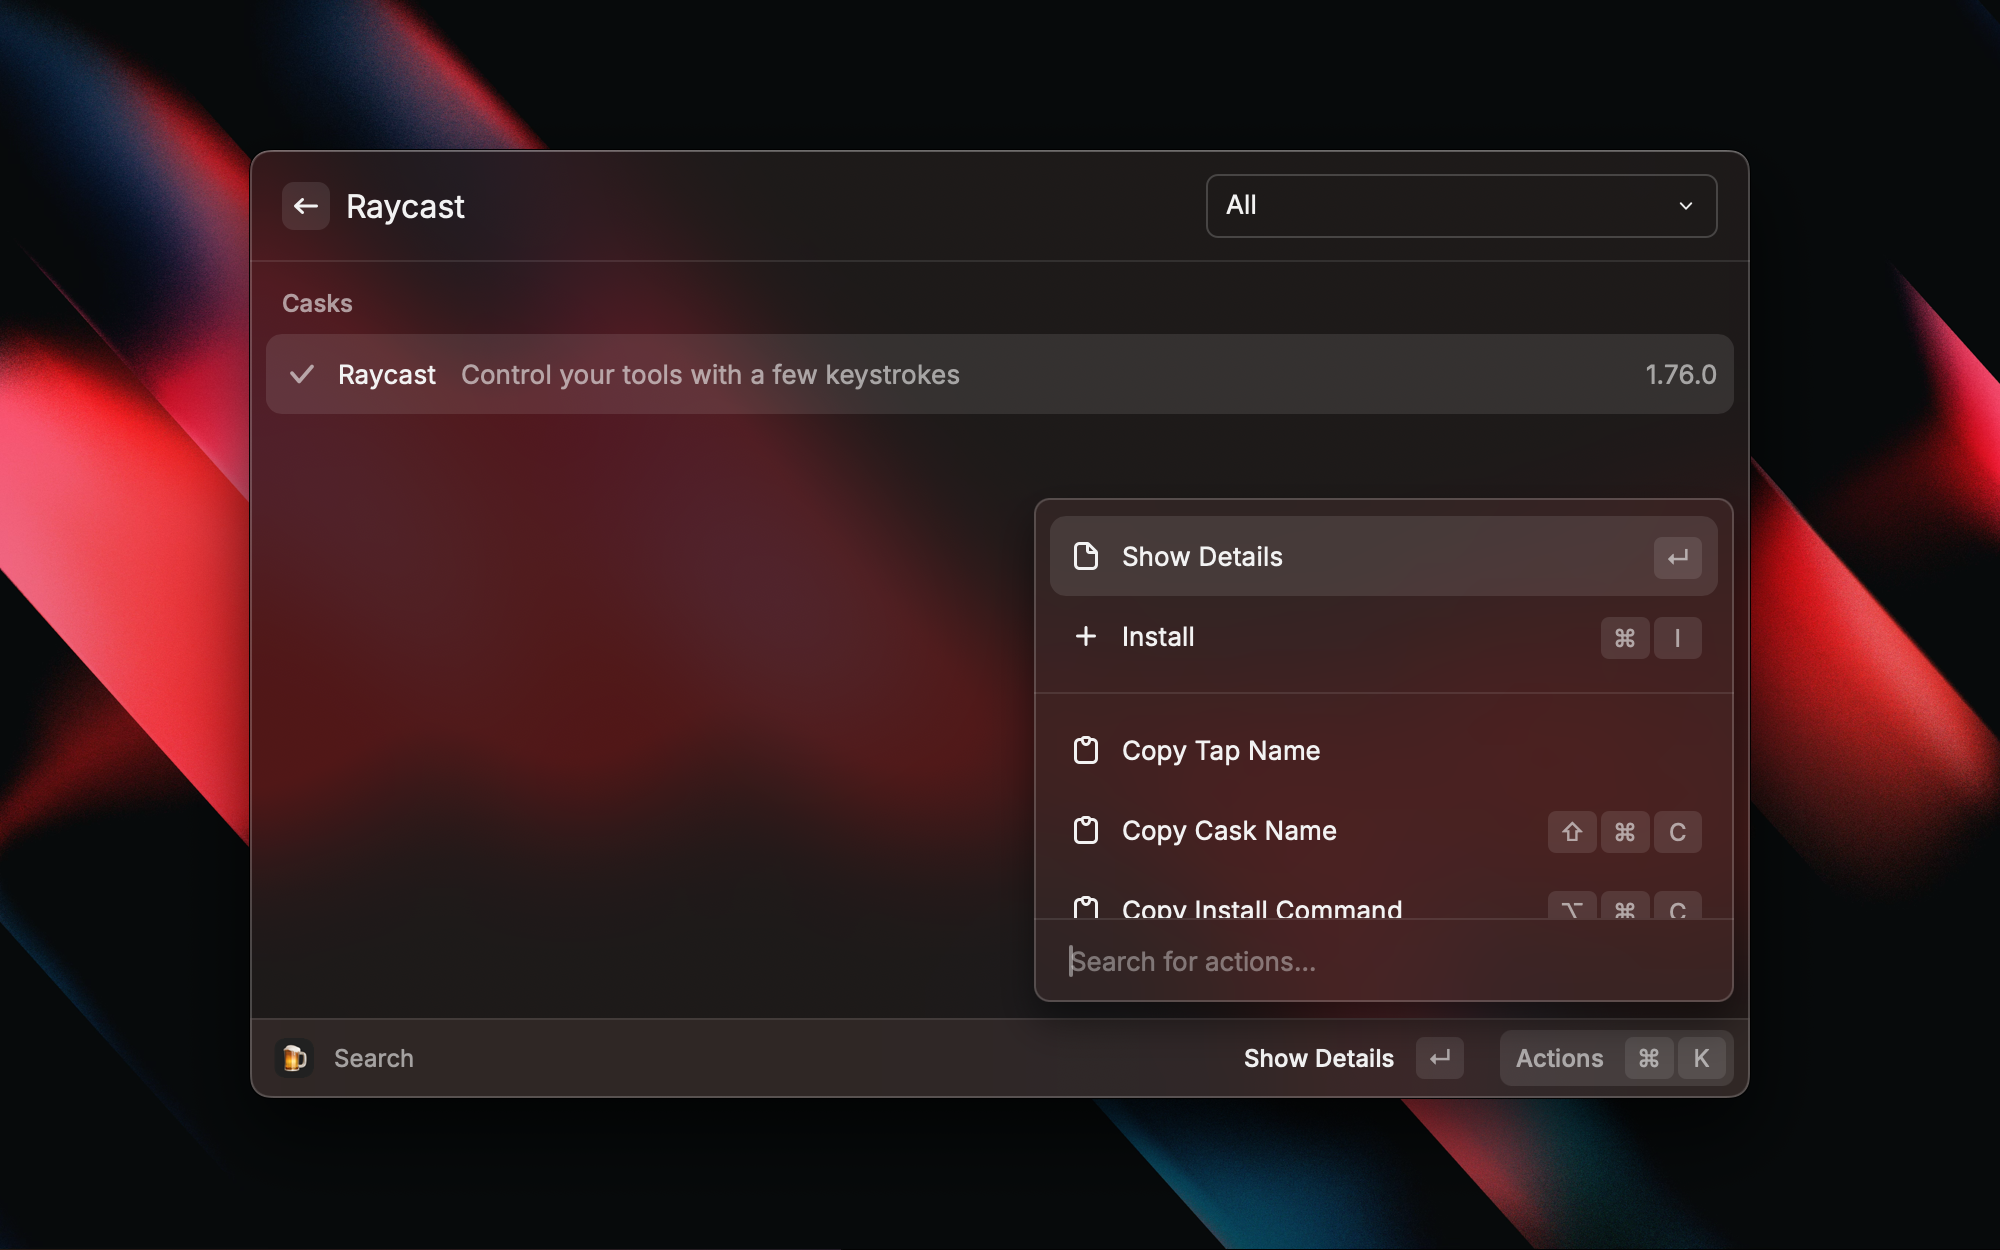 Raycast
All
Casks
Raycast Control your tools with a few keystrokes 1.76.0
Show Details ↵
Install ⌘ I
Copy Tap Name
Copy Cask Name ⇧ ⌘ C
Copy Install Command ⌥ ⌘ C
Search for actions...
Search Show Details ↵ Actions ⌘ K